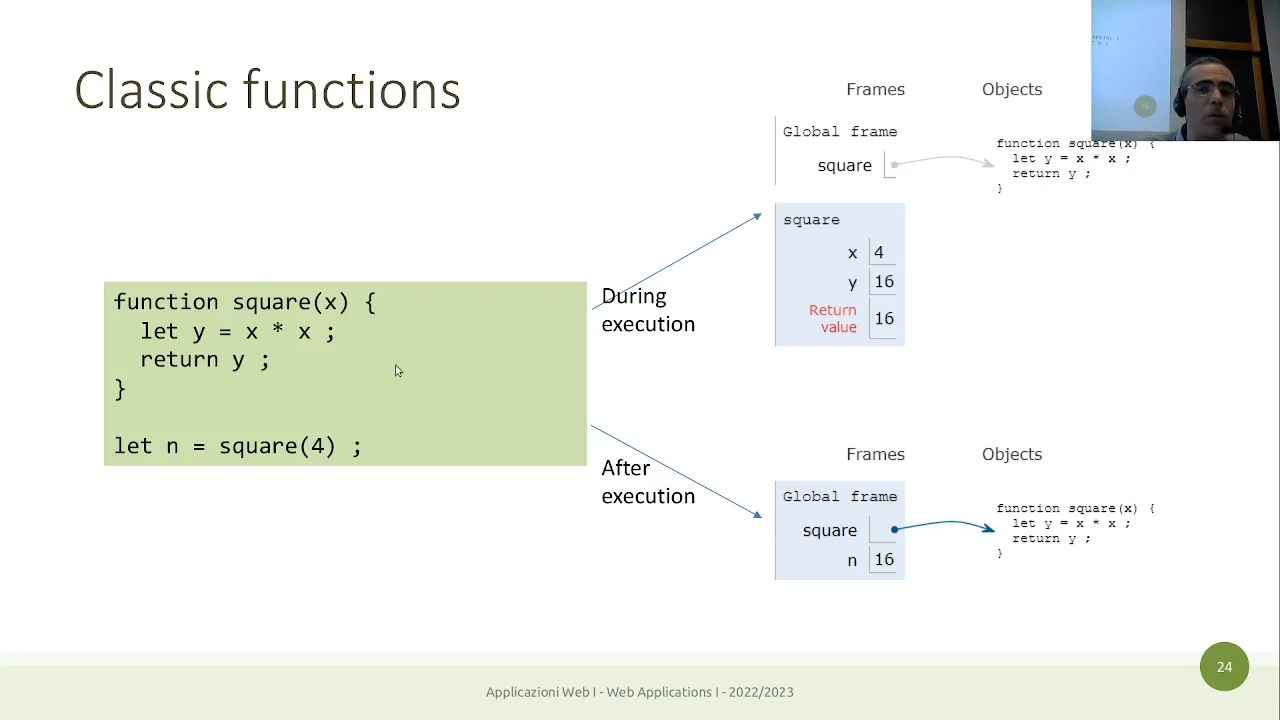 Classic functions
function square(x) {
let y = x * x ;
return y ;
}
let n = square(4) ;
During
execution
After
execution
Frames Objects
Global frame
square
function square(x) {
let y = x * x ;
return y ;
}
square
x 4
y 16
Return
value 16
Frames Objects
Global frame
square
n 16
function square(x) {
let y = x * x ;
return y ;
}
24
Applicazioni Web I - Web Applications I - 2022/2023